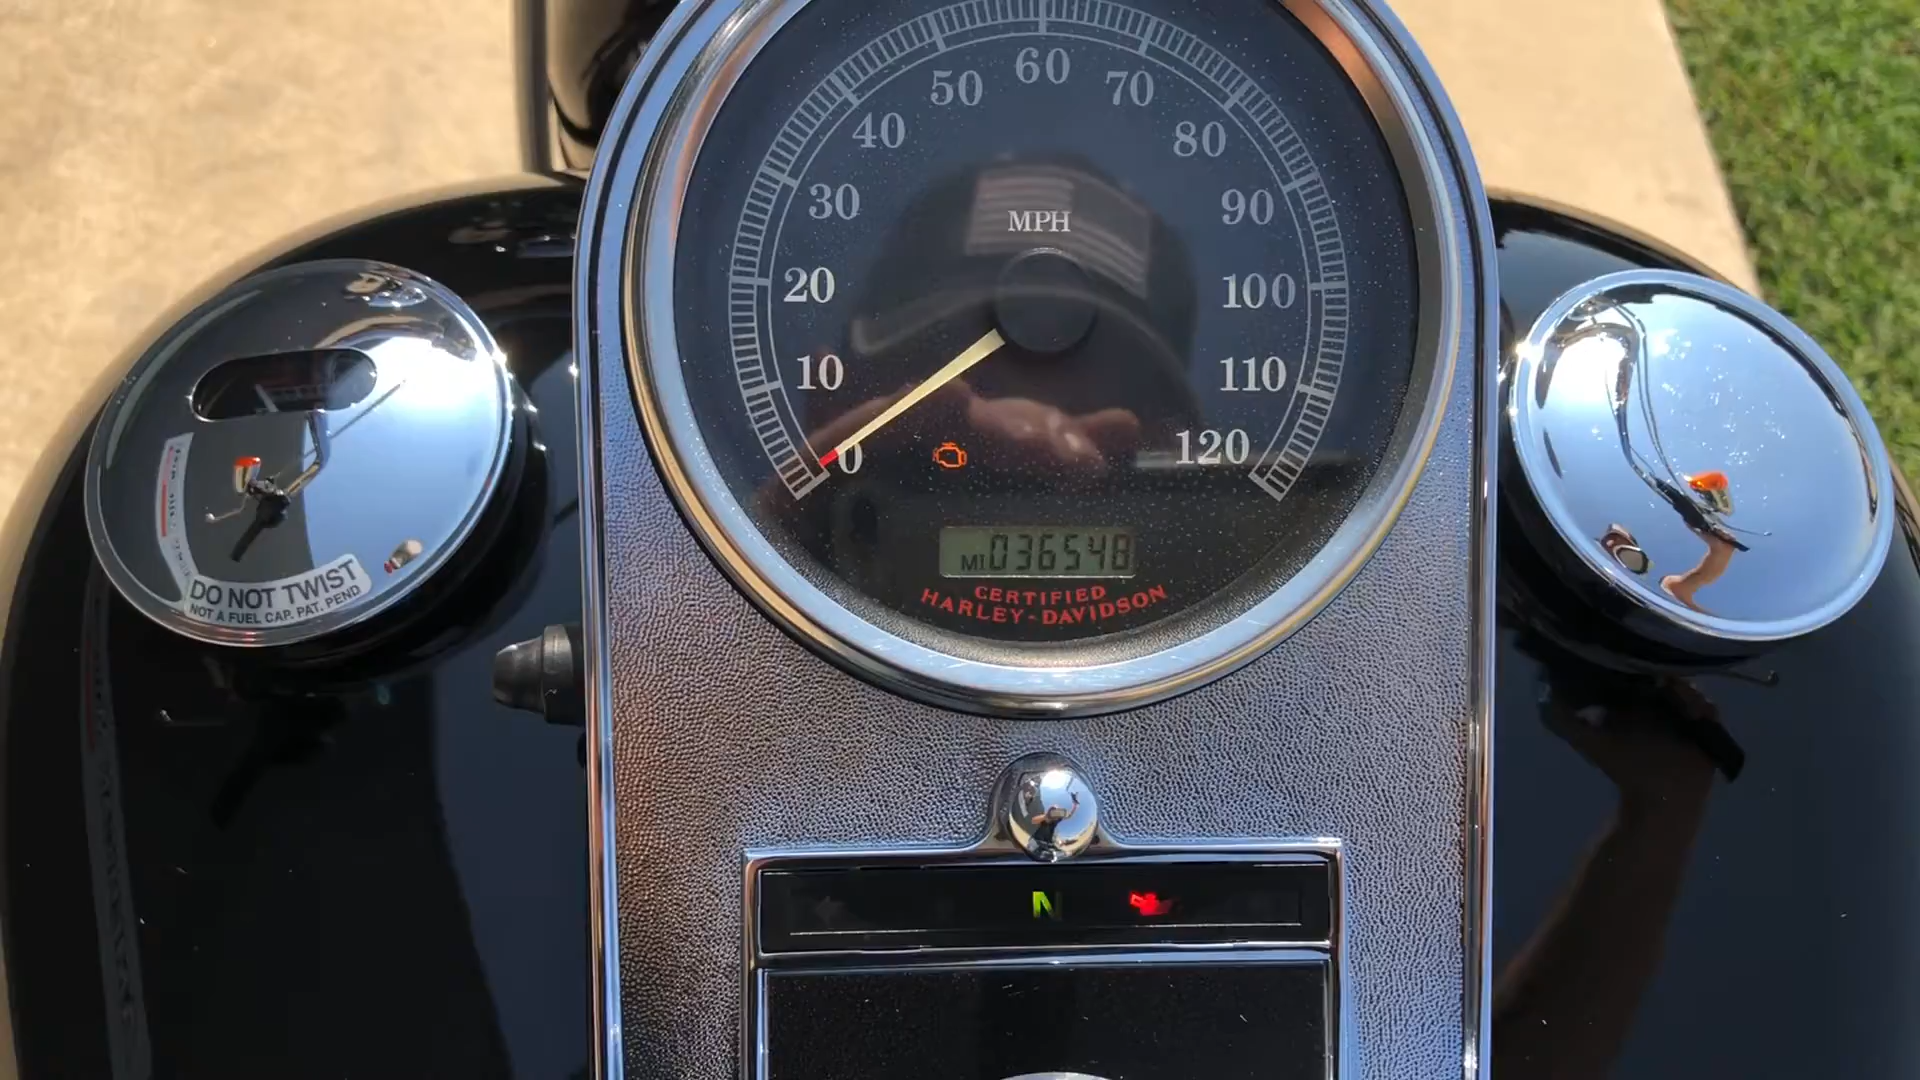 60
50 70
40 80
30 90
MPH
20 100
10 110
0 120
MI 036548
CERTIFIED
HARLEY-DAVIDSON
DO NOT TWIST
NOT A FUEL CAP. PAT. PEND
N